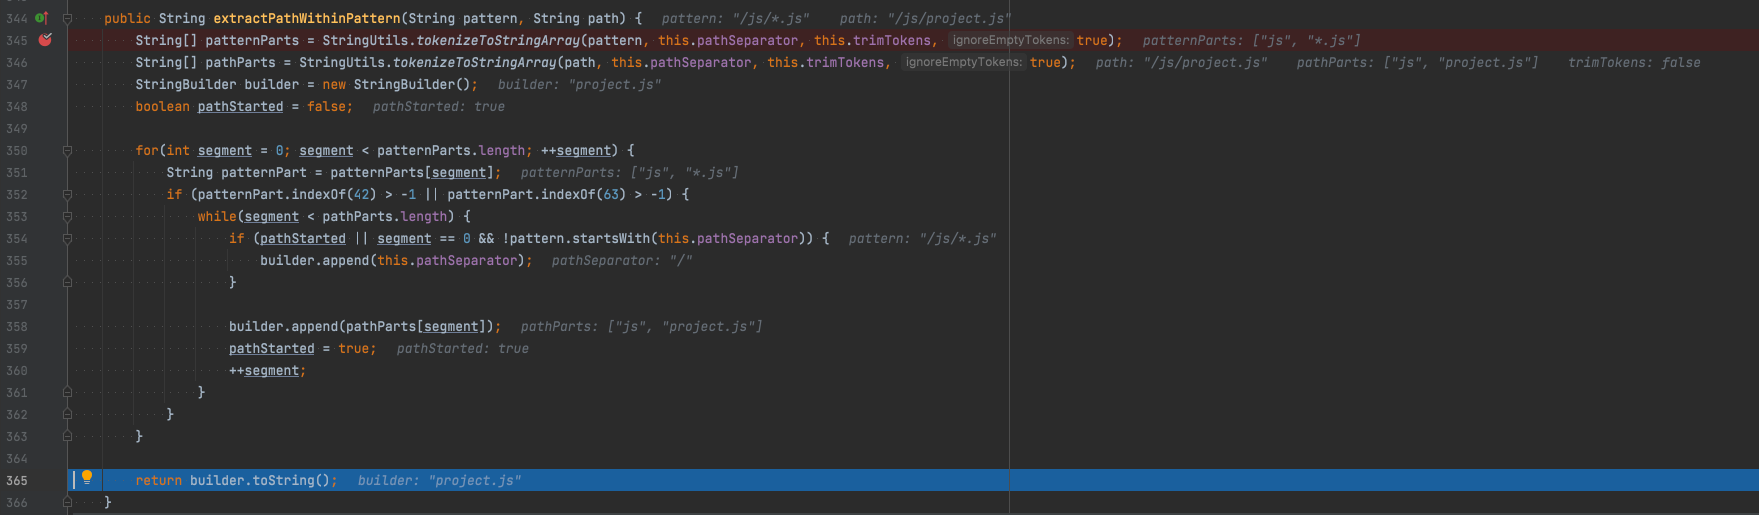 344 public String extractPathWithinPattern(String pattern, String path) { pattern: "/js/*.js" path: "/js/project.js"
345 String[] patternParts = StringUtils.tokenizeToStringArray(pattern, this.pathSeparator, this.trimTokens, ignoreEmptyTokens: true); patternParts: ["js", "*.js"]
346 String[] pathParts = StringUtils.tokenizeToStringArray(path, this.pathSeparator, this.trimTokens, ignoreEmptyTokens: true); path: "/js/project.js" pathParts: ["js", "project.js"] trimTokens: false
347 StringBuilder builder = new StringBuilder(); builder: "project.js"
348 boolean pathStarted = false; pathStarted: true
349
350 for(int segment = 0; segment < patternParts.length; ++segment) {
351 String patternPart = patternParts[segment]; patternParts: ["js", "*.js"]
352 if (patternPart.indexOf(42) > -1 || patternPart.indexOf(63) > -1) {
353 while(segment < pathParts.length) {
354 if (pathStarted || segment == 0 && !pattern.startsWith(this.pathSeparator)) { pattern: "/js/*.js"
355 builder.append(this.pathSeparator); pathSeparator: "/"
356 }
357
358 builder.append(pathParts[segment]); pathParts: ["js", "project.js"]
359 pathStarted = true; pathStarted: true
360 ++segment;
361 }
362 }
363 }
364
365 return builder.toString(); builder: "project.js"
366 }